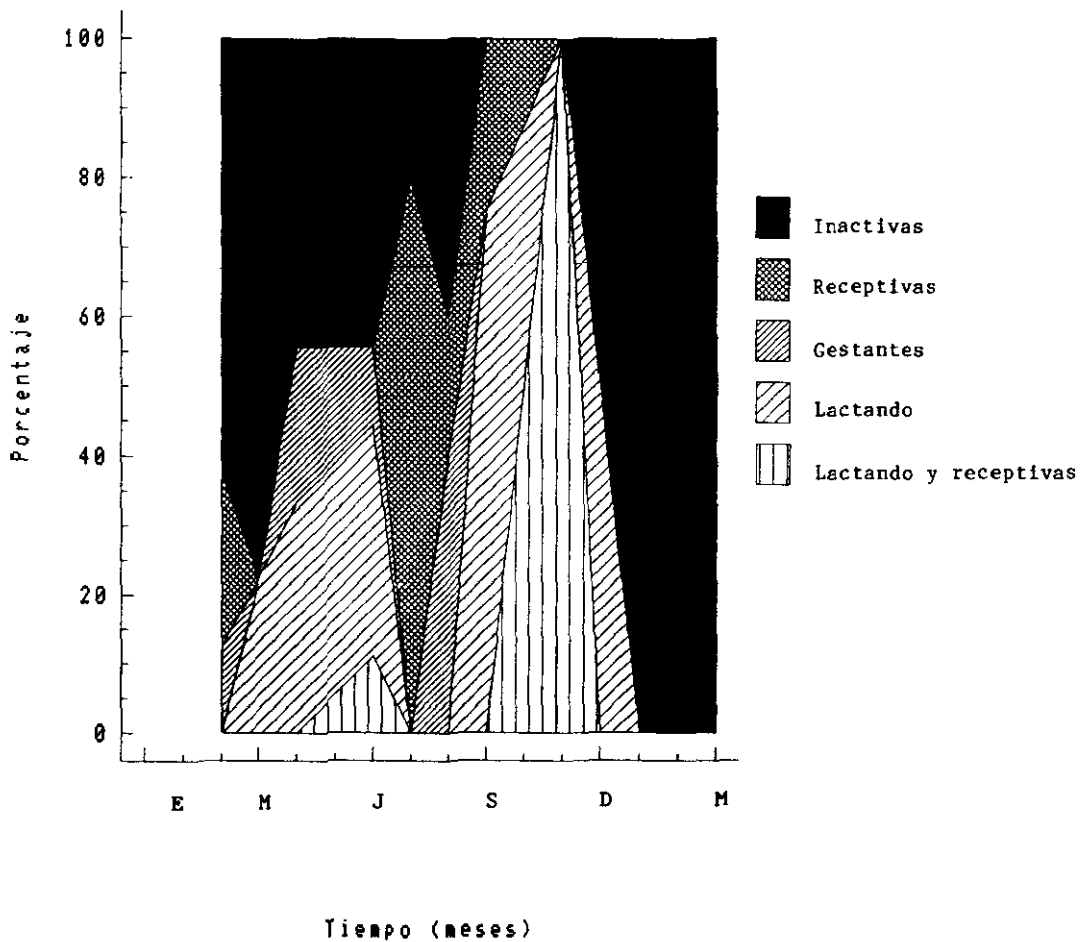 100
80
60
40
20
0
Porcentaje
E M J S D M
Tiempo (meses)
Inactivas
Receptivas
Gestantes
Lactando
Lactando y receptivas